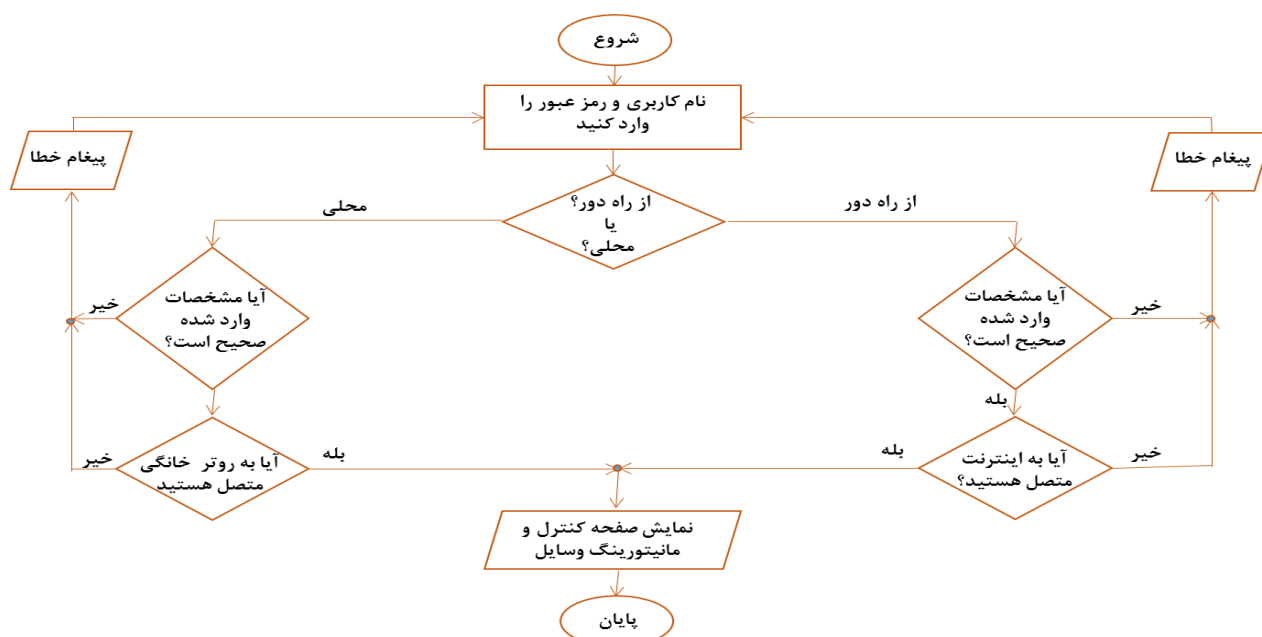 شروع
نام کاربری و رمز عبور را
وارد کنید
پیغام خطا
پیغام خطا
از راه دور؟
یا
محلی؟
از راه دور
محلی
آیا مشخصات
وارد شده
صحیح است؟
خیر
آیا مشخصات
وارد شده
صحیح است؟
خیر
بله
آیا به اینترنت
متصل هستید؟
خیر
بله
آیا به روتر خانگی
متصل هستید
خیر
بله
نمایش صفحه کنترل و
مانیتورینگ وسایل
پایان